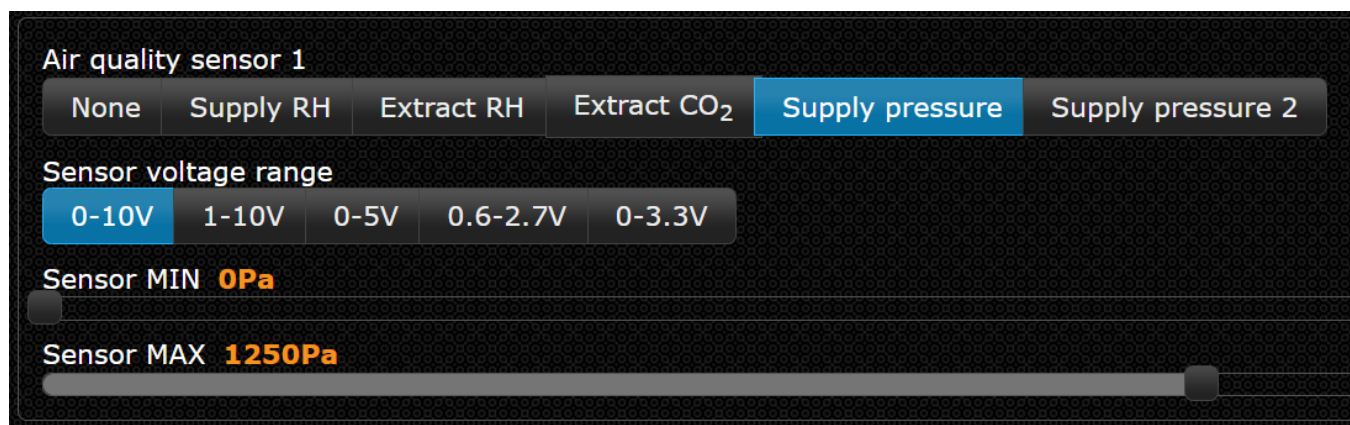 Air quality sensor 1
None Supply RH Extract RH Extract CO₂ Supply pressure Supply pressure 2
Sensor voltage range
0-10V 1-10V 0-5V 0.6-2.7V 0-3.3V
Sensor MIN 0Pa
Sensor MAX 1250Pa